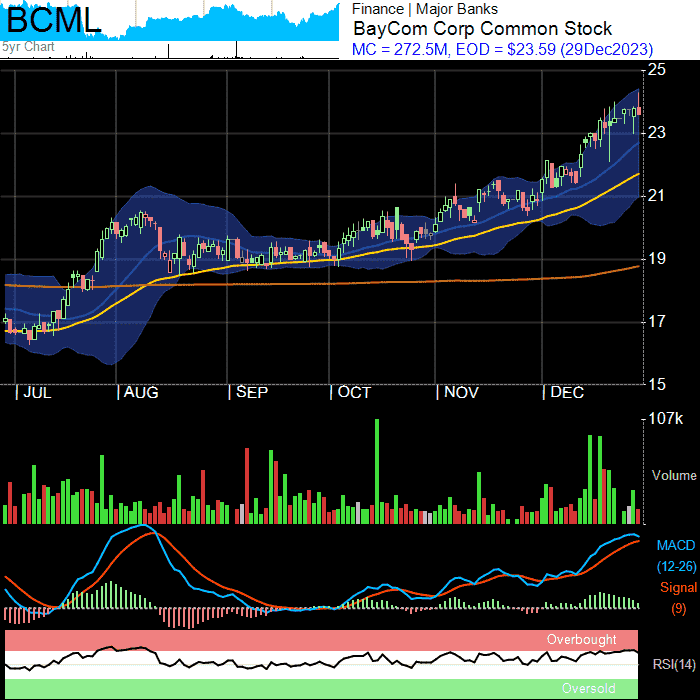 BCML
5yr Chart
Finance | Major Banks
BayCom Corp Common Stock
MC = 272.5M, EOD = $23.59 (29Dec2023)
25
23
21
19
17
15
| JUL | AUG | SEP | OCT | NOV | DEC
107k
Volume
MACD
(12-26)
Signal
(9)
Overbought
RSI(14)
Oversold